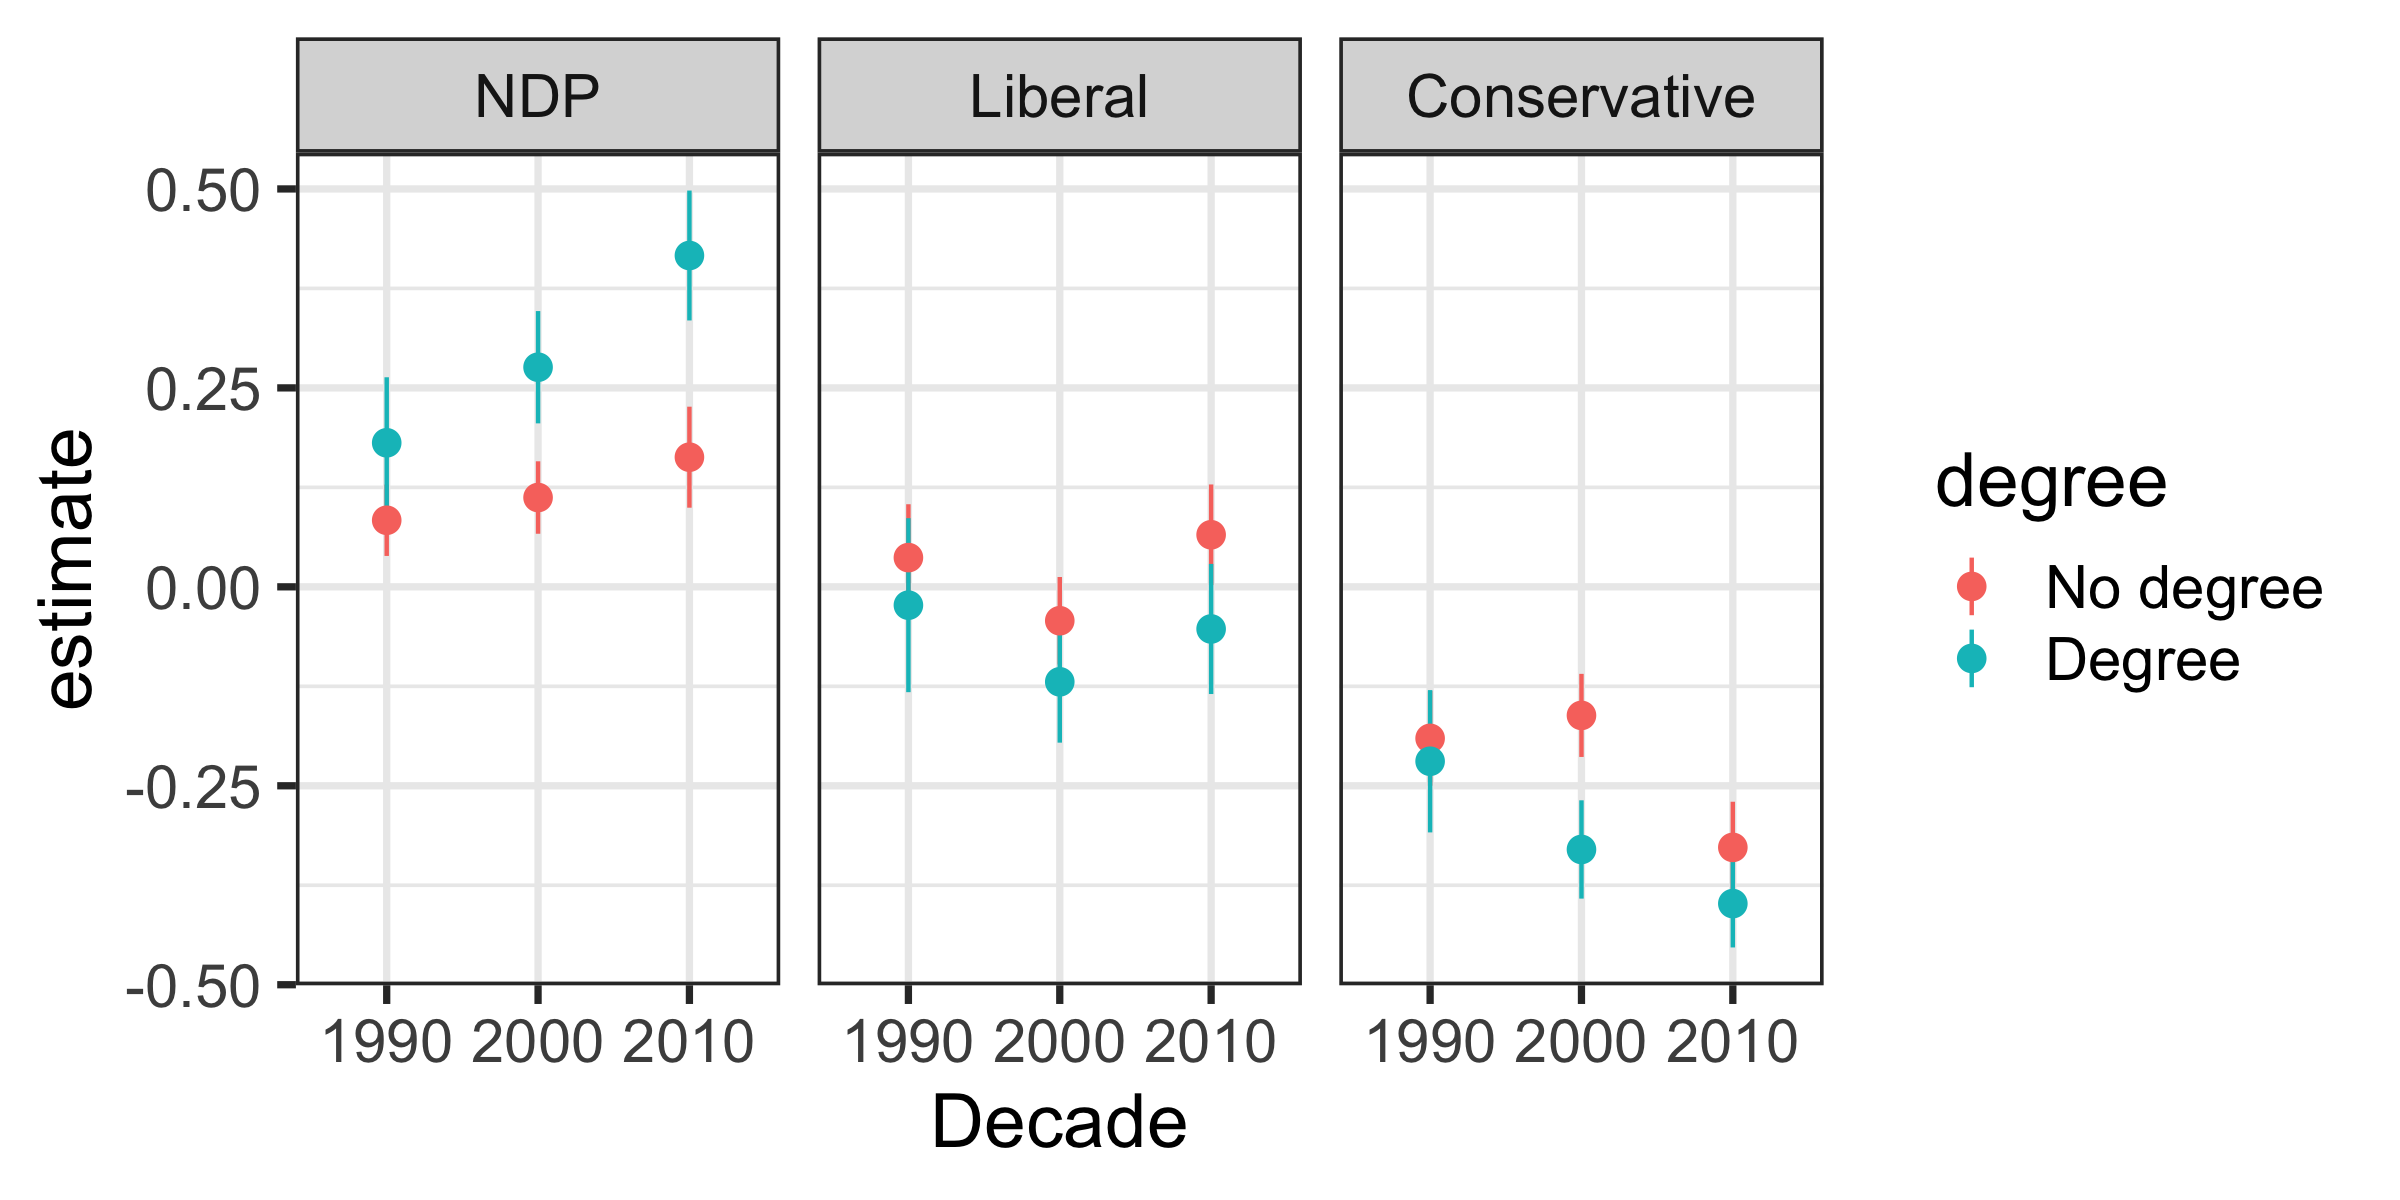 NDP Liberal Conservative
0.50
0.25
0.00
-0.25
-0.50
estimate
1990 2000 2010 1990 2000 2010 1990 2000 2010
Decade
degree
No degree
Degree